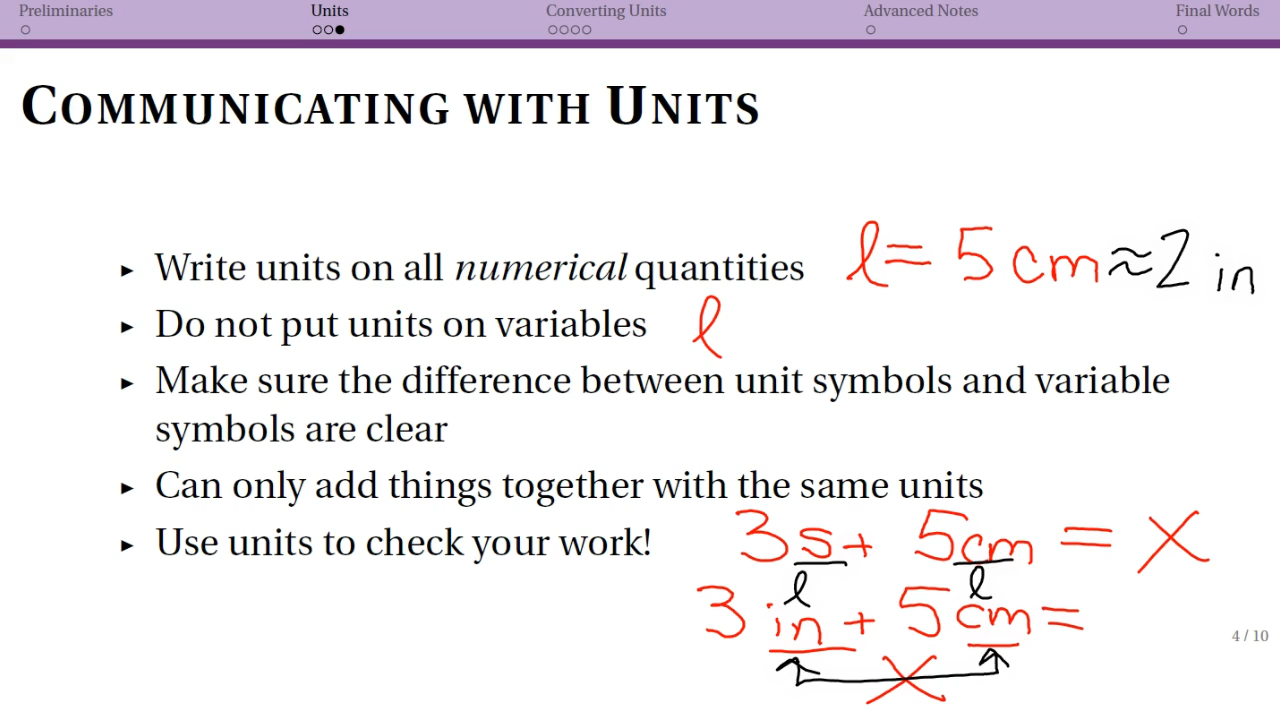 Preliminaries Units Converting Units Advanced Notes Final Words
COMMUNICATING WITH UNITS
► Write units on all numerical quantities l = 5 cm ≈ 2 in
► Do not put units on variables l
► Make sure the difference between unit symbols and variable
symbols are clear
► Can only add things together with the same units
► Use units to check your work! 3 s + 5 cm = X
l l
3 in + 5 cm =
4 / 10
X